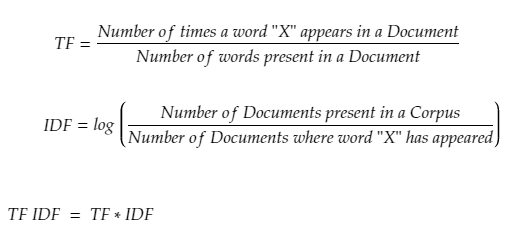 TF = Number of times a word "X" appears in a Document
Number of words present in a Document
IDF = log ( Number of Documents present in a Corpus
Number of Documents where word "X" has appeared )
TF IDF = TF * IDF